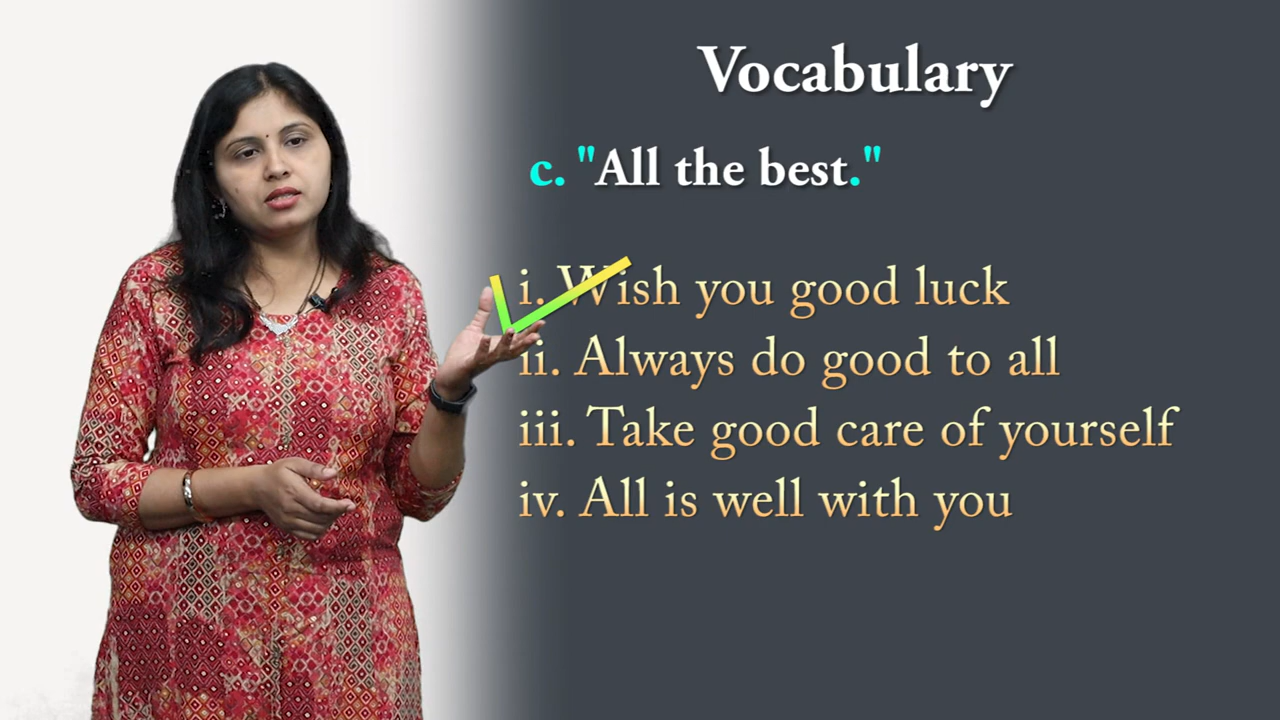 Vocabulary
c. "All the best."
i. Wish you good luck
ii. Always do good to all
iii. Take good care of yourself
iv. All is well with you